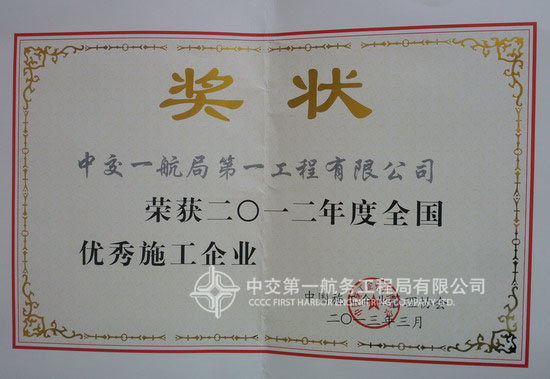 奖状
中交一航局第一工程有限公司
荣获二〇一二年度全国
优秀施工企业
中交第一航务工程局有限公司
CCCC FIRST HARBOR ENGINEERING COMPANY LTD.
二〇一三年三月